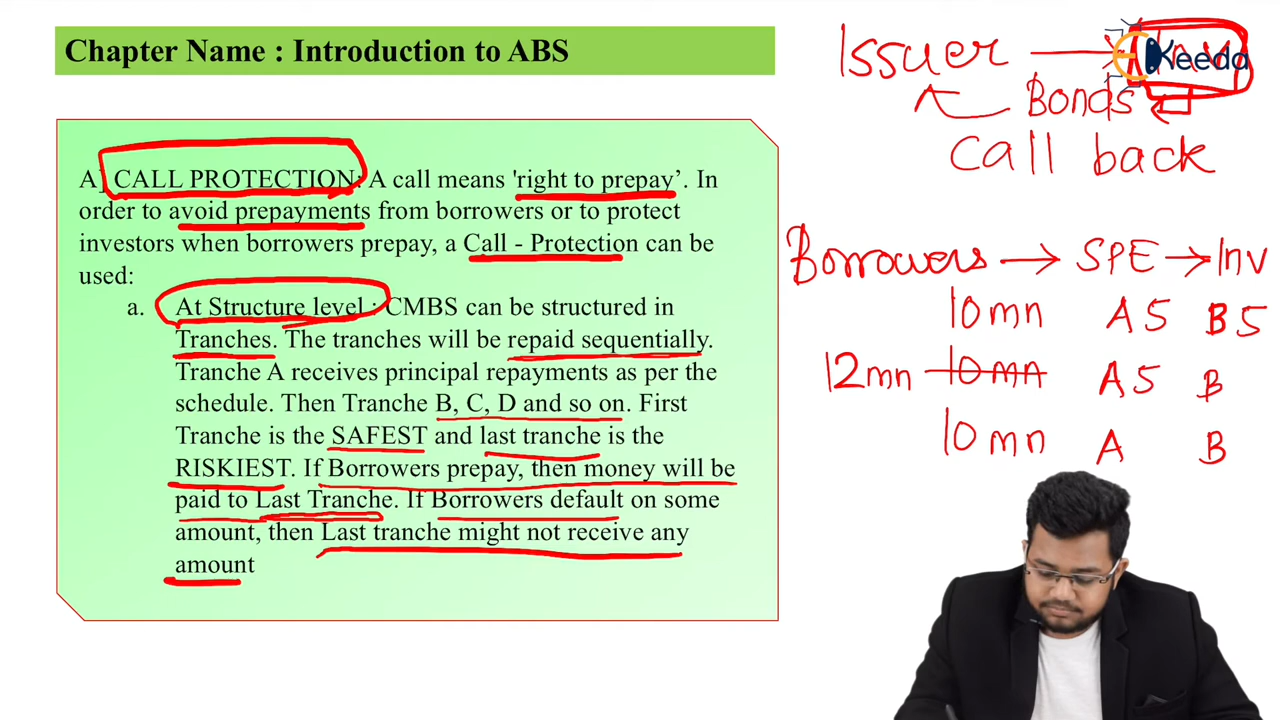 Chapter Name : Introduction to ABS
A] CALL PROTECTION: A call means 'right to prepay’. In
order to avoid prepayments from borrowers or to protect
investors when borrowers prepay, a Call - Protection can be
used:
a. At Structure level : CMBS can be structured in
Tranches. The tranches will be repaid sequentially.
Tranche A receives principal repayments as per the
schedule. Then Tranche B, C, D and so on. First
Tranche is the SAFEST and last tranche is the
RISKIEST. If Borrowers prepay, then money will be
paid to Last Tranche. If Borrowers default on some
amount, then Last tranche might not receive any
amount
Issuer → Inv
Keeda
Bonds
Call back
Borrowers → SPE → Inv
10mn A 5 B 5
12mn 10mn A 5 B
10mn A B